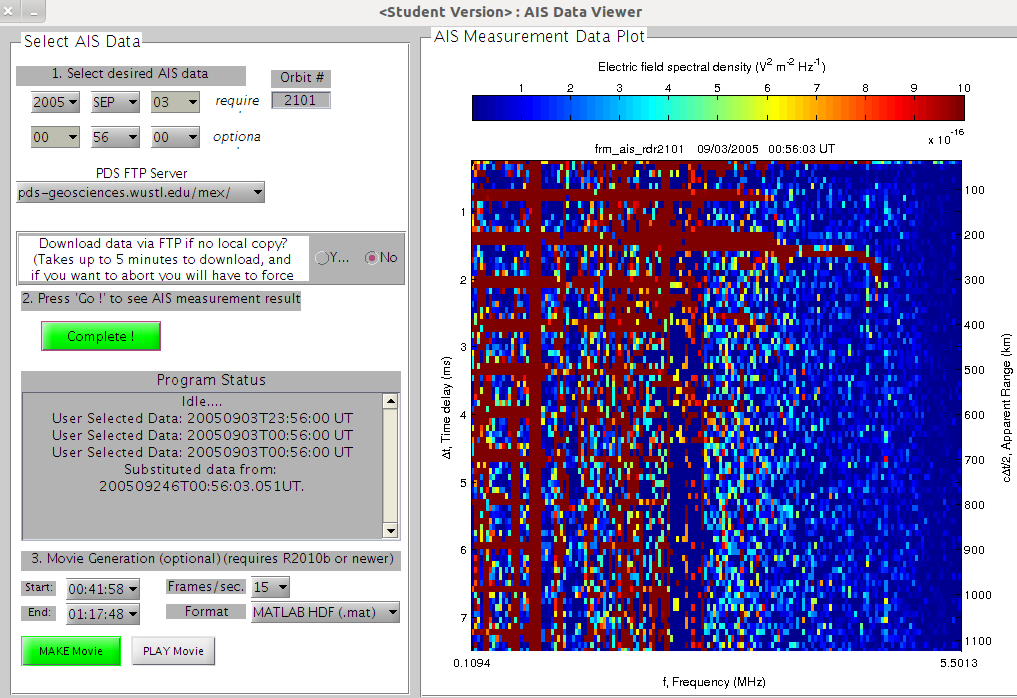 <Student Version> : AIS Data Viewer
Select AIS Data
1. Select desired AIS data
Orbit #
2005 SEP 03 require
2101
00 56 00 optiona
PDS FTP Server
pds-geosciences.wustl.edu/mex/
Download data via FTP if no local copy?
(Takes up to 5 minutes to download, and
if you want to abort you will have to force
Y... No
2. Press 'Go !' to see AIS measurement result
Complete !
Program Status
Idle....
User Selected Data: 20050903T23:56:00 UT
User Selected Data: 20050903T00:56:00 UT
User Selected Data: 20050903T00:56:00 UT
Substituted data from:
200509246T00:56:03.051UT.
3. Movie Generation (optional) (requires R2010b or newer)
Start: 00:41:58 Frames/sec. 15
End: 01:17:48 Format MATLAB HDF (.mat)
MAKE Movie PLAY Movie
AIS Measurement Data Plot
Electric field spectral density (V² m⁻² Hz⁻¹)
1 2 3 4 5 6 7 8 9 10
x 10⁻¹⁶
frm_ais_rdr2101 09/03/2005 00:56:03 UT
Δt, Time delay (ms)
1
2
3
4
5
6
7
100
200
300
400
500
600
700
800
900
1000
1100
cΔt/2, Apparent Range (km)
0.1094 5.5013
f, Frequency (MHz)